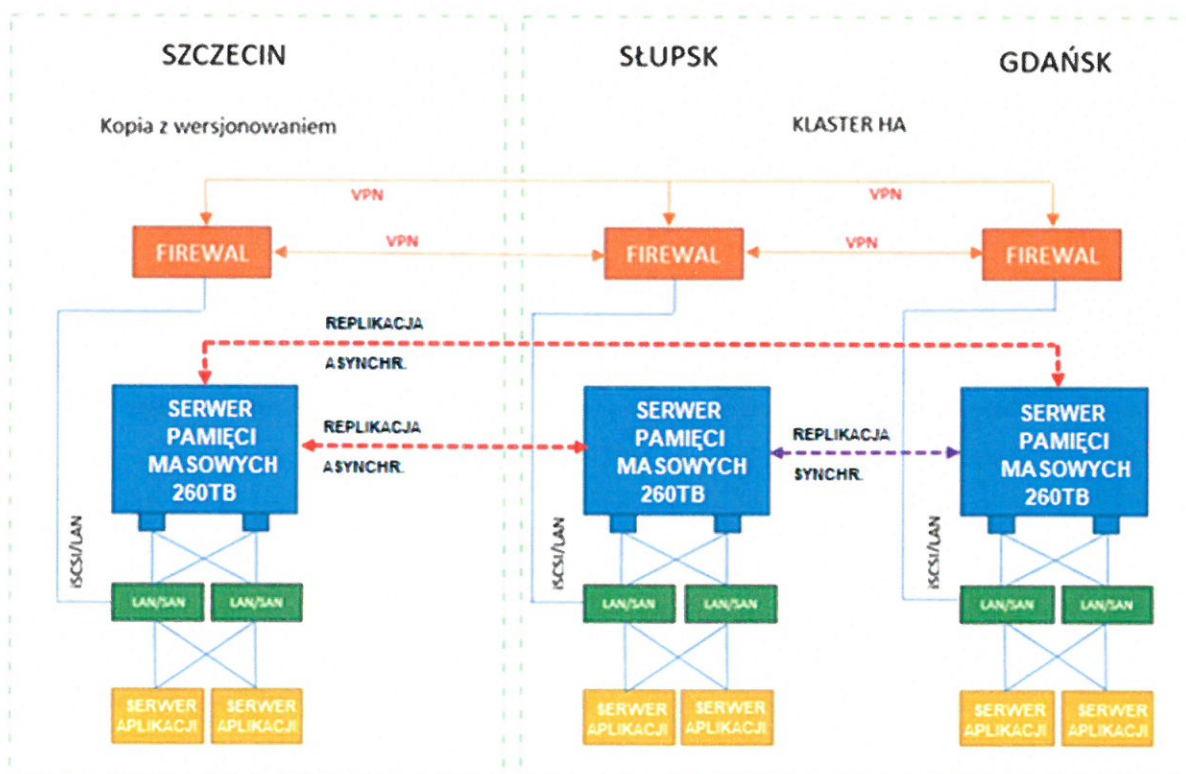 SZCZECIN
SŁUPSK
GDAŃSK
Kopia z wersjonowaniem
KLASTER HA
VPN
VPN
FIREWAL
VPN
FIREWAL
VPN
FIREWAL
REPLIKACJA
ASYNCHR.
SERWER
PAMIĘCI
MASOWYCH
260TB
REPLIKACJA
ASYNCHR.
SERWER
PAMIĘCI
MASOWYCH
260TB
REPLIKACJA
SYNCHR.
SERWER
PAMIĘCI
MASOWYCH
260TB
iSCSI/LAN
iSCSI/LAN
iSCSI/LAN
LAN/SAN
LAN/SAN
LAN/SAN
LAN/SAN
LAN/SAN
LAN/SAN
SERWER
APLIKACJI
SERWER
APLIKACJI
SERWER
APLIKACJI
SERWER
APLIKACJI
SERWER
APLIKACJI
SERWER
APLIKACJI